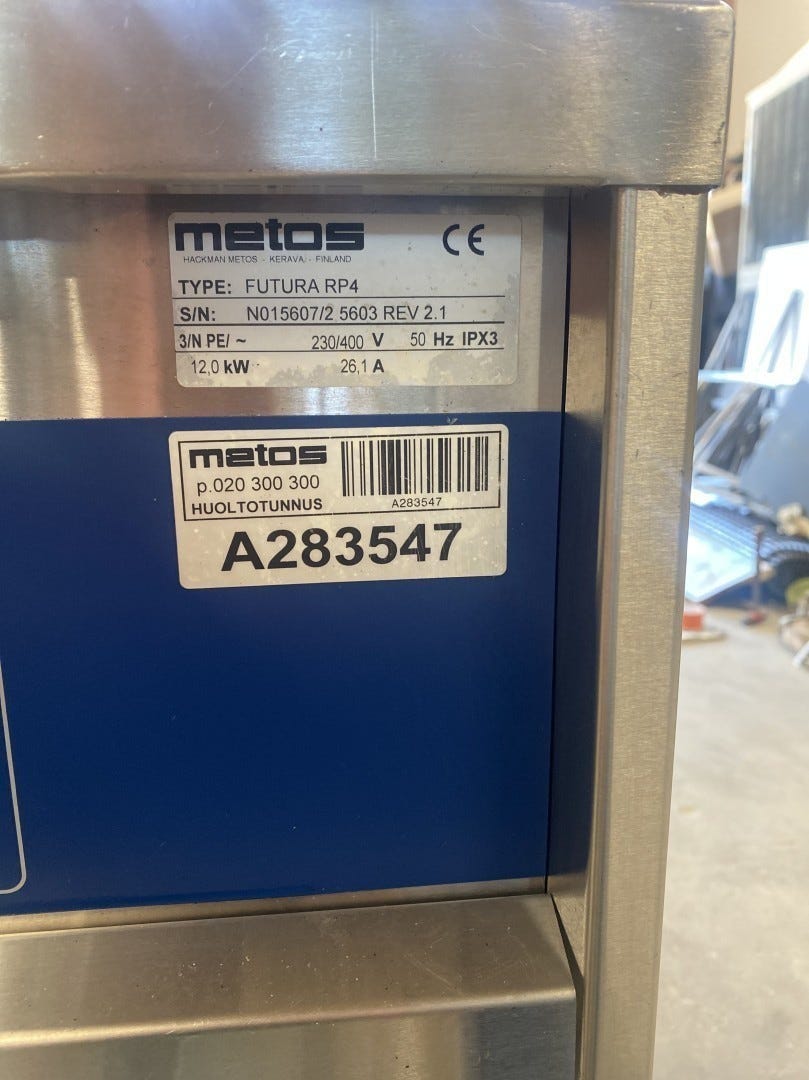 metos CE
HACKMAN METOS - KERAVA - FINLAND
TYPE: FUTURA RP4
S/N: N015607/2 5603 REV 2.1
3/N PE/ ~ 230/400 V 50 Hz IPX3
12,0 kW 26,1 A
metos
p.020 300 300
HUOLTOTUNNUS
A283547
A283547